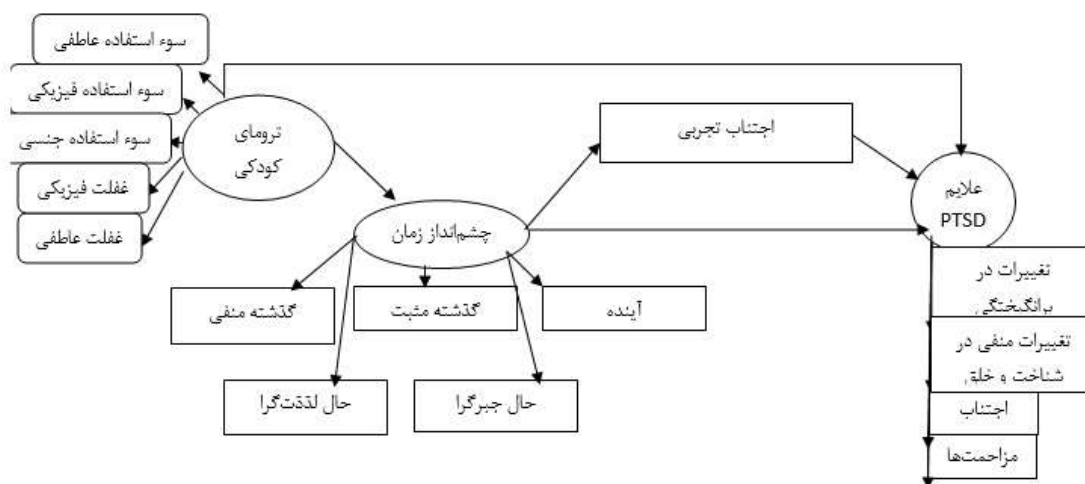 سوء استفاده عاطفی
سوء استفاده فیزیکی
سوء استفاده جنسی
غفلت فیزیکی
غفلت عاطفی
ترومای
کودکی
اجتناب تجربی
علایم
PTSD
چشم‌انداز زمان
گذشته منفی
گذشته مثبت
آینده
حال لذت‌گرا
حال جبرگرا
تغییرات در
برانگیختگی
تغییرات منفی در
شناخت و خلق
اجتناب
مزاحمت‌ها